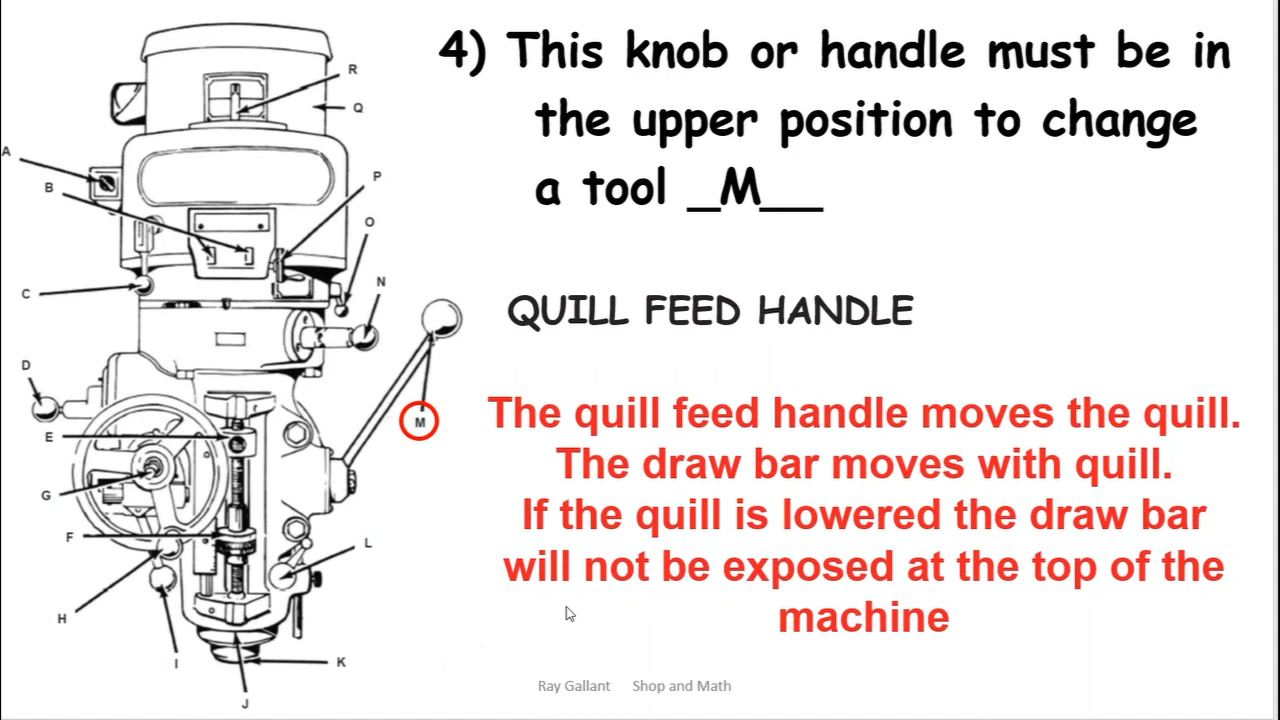 4) This knob or handle must be in
the upper position to change
a tool _M__
QUILL FEED HANDLE
The quill feed handle moves the quill.
The draw bar moves with quill.
If the quill is lowered the draw bar
will not be exposed at the top of the
machine
R
Q
A
B
P
O
C
N
D
M
E
G
F
L
H
I
K
J
Ray Gallant Shop and Math